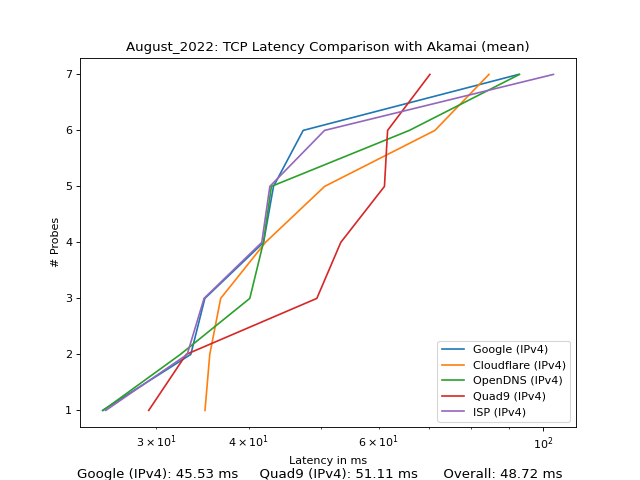 August_2022: TCP Latency Comparison with Akamai (mean)
7
6
5
4
3
2
1
# Probes
Google (IPv4)
Cloudflare (IPv4)
OpenDNS (IPv4)
Quad9 (IPv4)
ISP (IPv4)
3 × 10¹ 4 × 10¹ 6 × 10¹ 10²
Latency in ms
Google (IPv4): 45.53 ms Quad9 (IPv4): 51.11 ms Overall: 48.72 ms